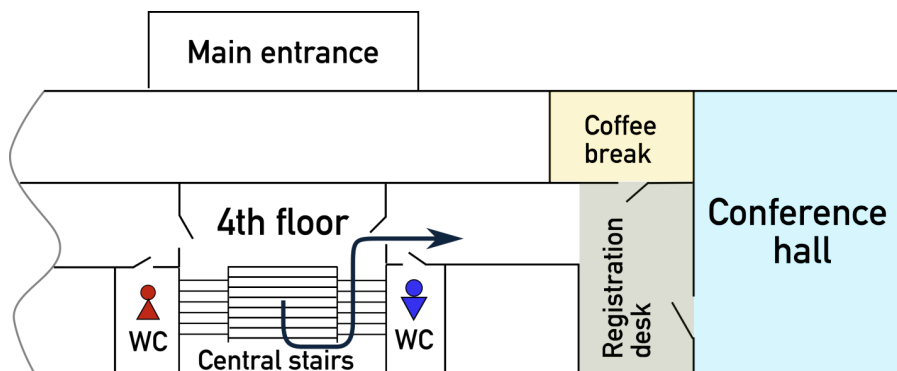 Main entrance
Coffee
break
4th floor
Conference
hall
Registration
desk
WC
WC
Central stairs